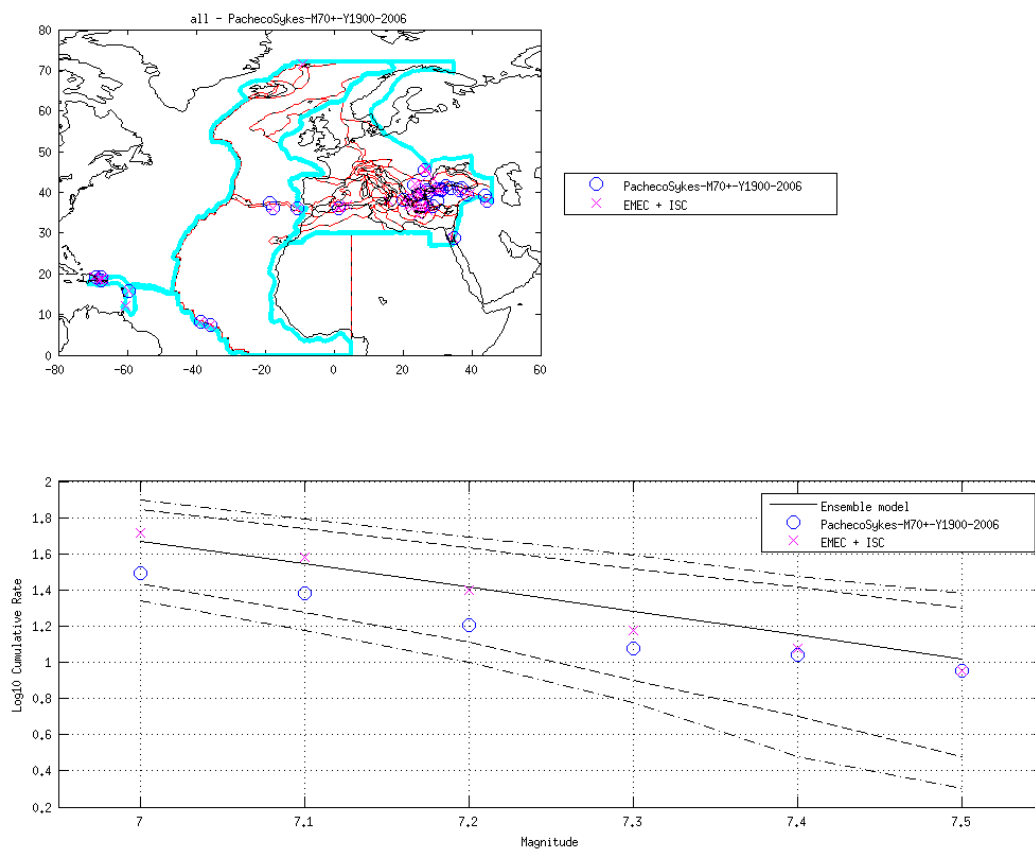 all - PachecoSykes-M70+-Y1900-2006
80
70
60
50
40
30
20
10
0
-80 -60 -40 -20 0 20 40 60
PachecoSykes-M70+-Y1900-2006
EMEC + ISC
2
1.8
1.6
1.4
1.2
1
0.8
0.6
0.4
0.2
Log10 Cumulative Rate
Ensemble model
PachecoSykes-M70+-Y1900-2006
EMEC + ISC
7 7.1 7.2 7.3 7.4 7.5
Magnitude